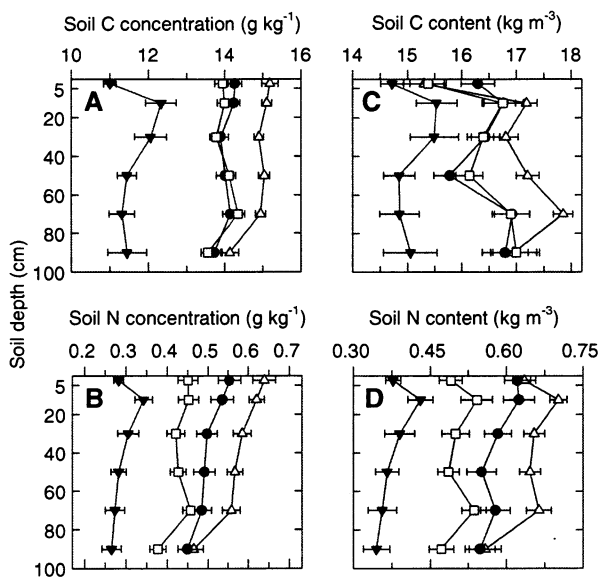 Soil C concentration (g kg⁻¹)
10 12 14 16
A
5
20
40
60
80
100
Soil C content (kg m⁻³)
14 15 16 17 18
C
Soil depth (cm)
Soil N concentration (g kg⁻¹)
0.2 0.3 0.4 0.5 0.6 0.7
B
5
20
40
60
80
100
Soil N content (kg m⁻³)
0.30 0.45 0.60 0.75
D